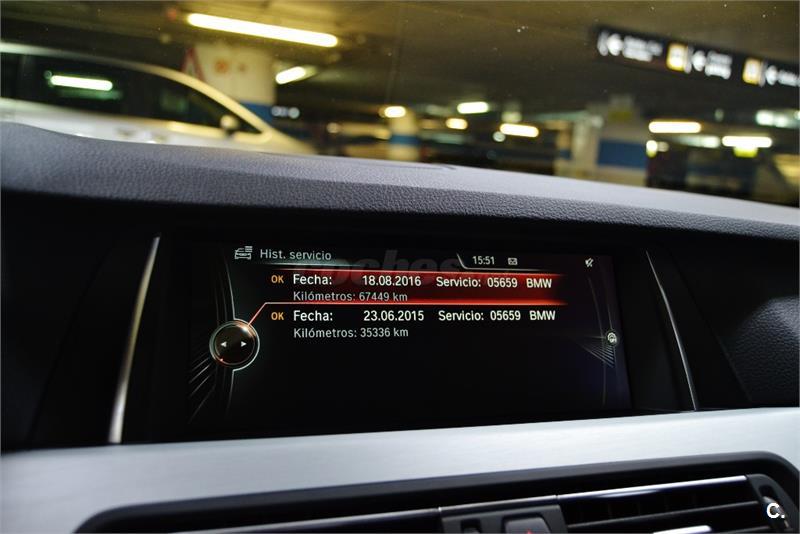 Hist. servicio
15:51
OK Fecha: 18.08.2016 Servicio: 05659 BMW
Kilómetros: 67449 km
OK Fecha: 23.06.2015 Servicio: 05659 BMW
Kilómetros: 35336 km
C.